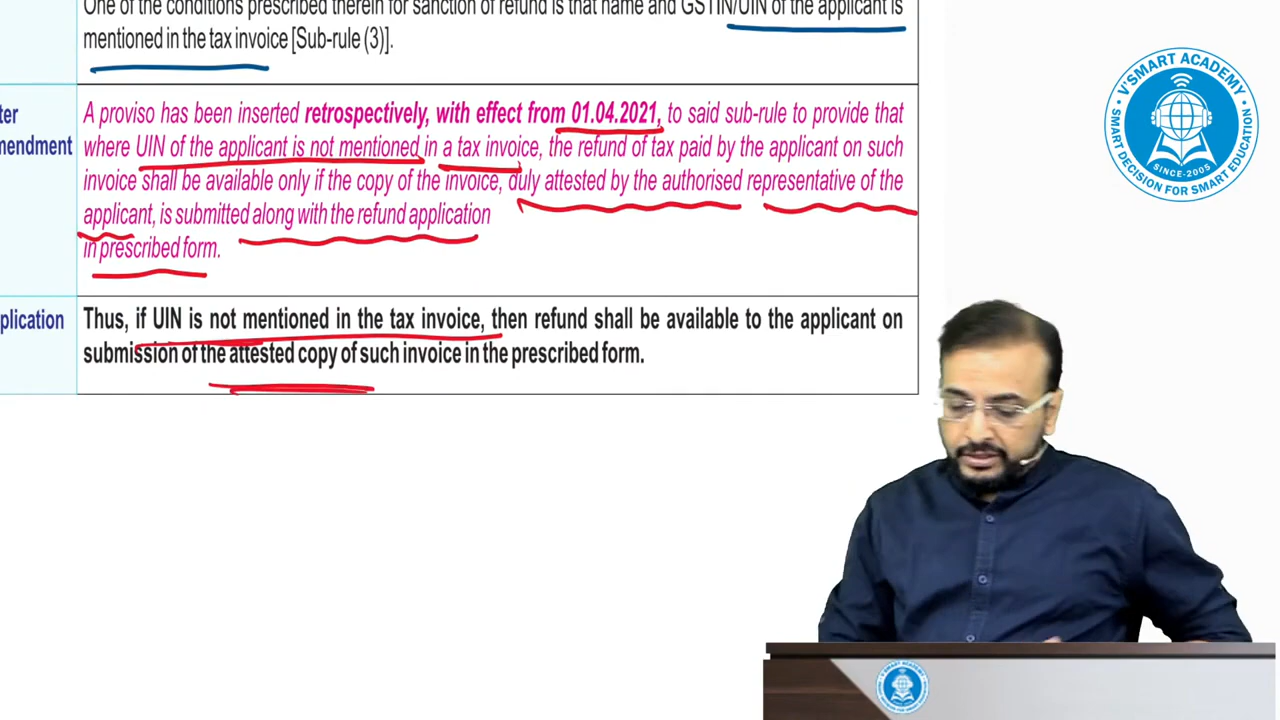 One of the conditions prescribed therein for sanction of refund is that name and GSTIN/UIN of the applicant is
mentioned in the tax invoice [Sub-rule (3)].
ter
mendment
A proviso has been inserted retrospectively, with effect from 01.04.2021, to said sub-rule to provide that
where UIN of the applicant is not mentioned in a tax invoice, the refund of tax paid by the applicant on such
invoice shall be available only if the copy of the invoice, duly attested by the authorised representative of the
applicant, is submitted along with the refund application
in prescribed form.
plication
Thus, if UIN is not mentioned in the tax invoice, then refund shall be available to the applicant on
submission of the attested copy of such invoice in the prescribed form.
V'SMART ACADEMY
SINCE-2005
SMART DECISION FOR SMART EDUCATION
V'SMART ACADEMY